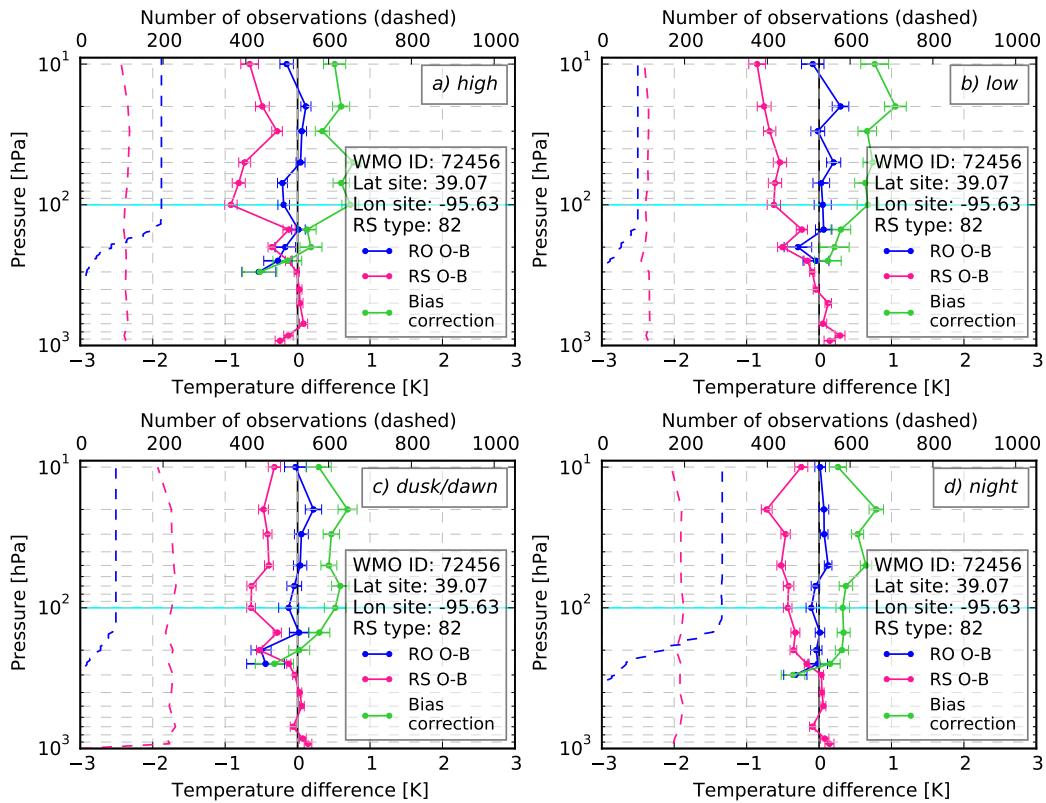 Number of observations (dashed)
0 200 400 600 800 1000
10¹
10²
10³
Pressure [hPa]
a) high
WMO ID: 72456
Lat site: 39.07
Lon site: -95.63
RS type: 82
RO O-B
RS O-B
Bias
correction
−3 −2 −1 0 1 2 3
Temperature difference [K]
Number of observations (dashed)
0 200 400 600 800 1000
10¹
10²
10³
Pressure [hPa]
b) low
WMO ID: 72456
Lat site: 39.07
Lon site: -95.63
RS type: 82
RO O-B
RS O-B
Bias
correction
−3 −2 −1 0 1 2 3
Temperature difference [K]
Number of observations (dashed)
0 200 400 600 800 1000
10¹
10²
10³
Pressure [hPa]
c) dusk/dawn
WMO ID: 72456
Lat site: 39.07
Lon site: -95.63
RS type: 82
RO O-B
RS O-B
Bias
correction
−3 −2 −1 0 1 2 3
Temperature difference [K]
Number of observations (dashed)
0 200 400 600 800 1000
10¹
10²
10³
Pressure [hPa]
d) night
WMO ID: 72456
Lat site: 39.07
Lon site: -95.63
RS type: 82
RO O-B
RS O-B
Bias
correction
−3 −2 −1 0 1 2 3
Temperature difference [K]